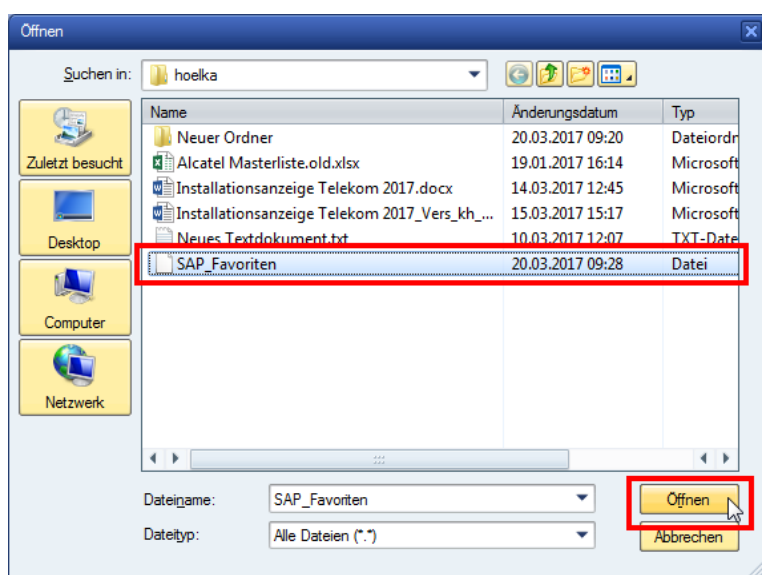 Öffnen
Suchen in: hoelka
Name Änderungsdatum Typ
Neuer Ordner 20.03.2017 09:20 Dateiordr
Alcatel Masterliste.old.xlsx 19.01.2017 16:14 Microsoft
Installationsanzeige Telekom 2017.docx 14.03.2017 12:45 Microsoft
Installationsanzeige Telekom 2017_Vers_kh_... 15.03.2017 15:17 Microsoft
Neues Textdokument.txt 10.03.2017 12:07 TXT-Date
SAP_Favoriten 20.03.2017 09:28 Datei
Zuletzt besucht
Desktop
Computer
Netzwerk
Dateiname: SAP_Favoriten Öffnen
Dateityp: Alle Dateien (*.*) Abbrechen